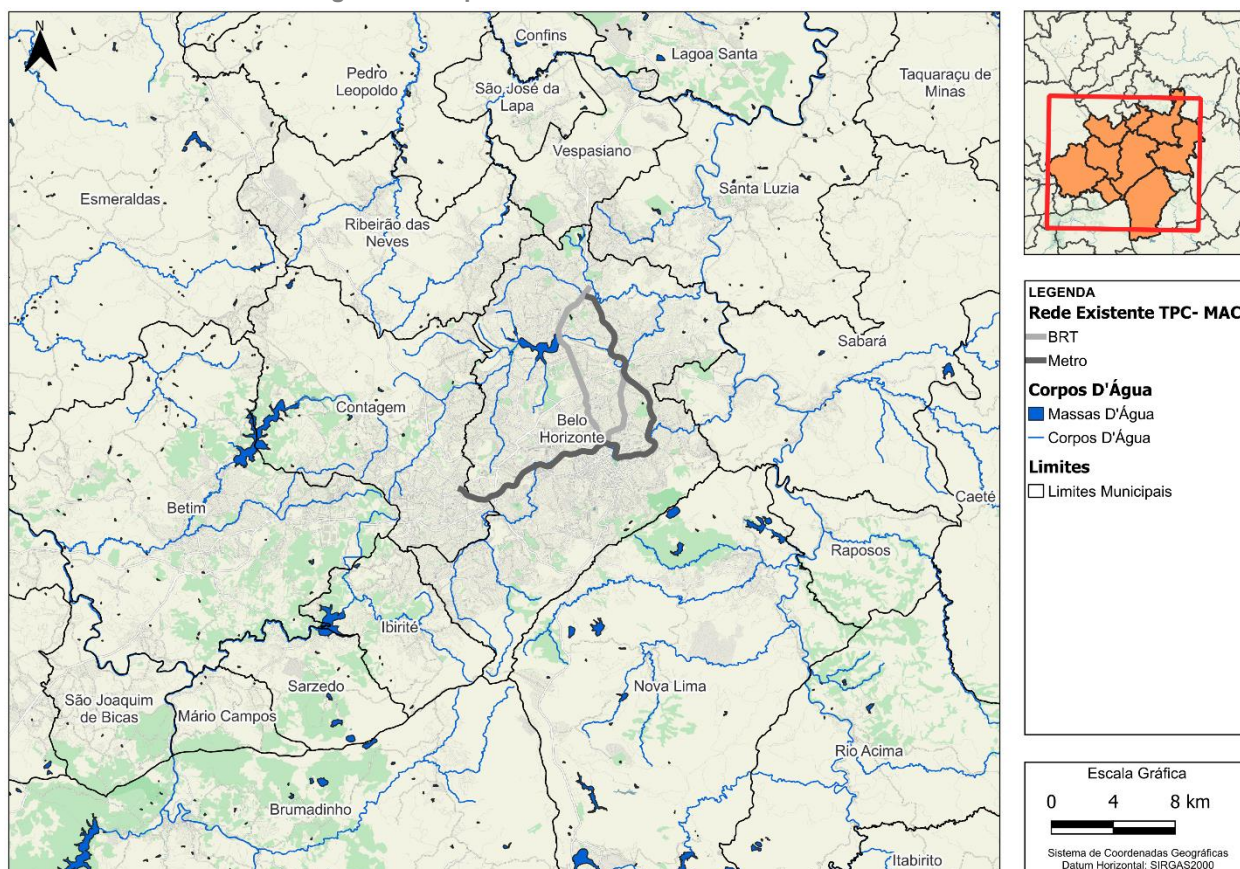 N
Confins
Lagoa Santa
Pedro
Leopoldo
São José da
Lapa
Taquaraçu de
Minas
Vespasiano
Esmeraldas
Santa Luzia
Ribeirão das
Neves
Sabará
Contagem
Belo
Horizonte
Betim
Caeté
Raposos
Ibirité
São Joaquim
de Bicas
Mário Campos
Sarzedo
Nova Lima
Rio Acima
Brumadinho
Itabirito
LEGENDA
Rede Existente TPC- MAC
BRT
Metro
Corpos D'Água
Massas D'Água
Corpos D'Água
Limites
Limites Municipais
Escala Gráfica
0 4 8 km
Sistema de Coordenadas Geográficas
Datum Horizontal: SIRGAS2000